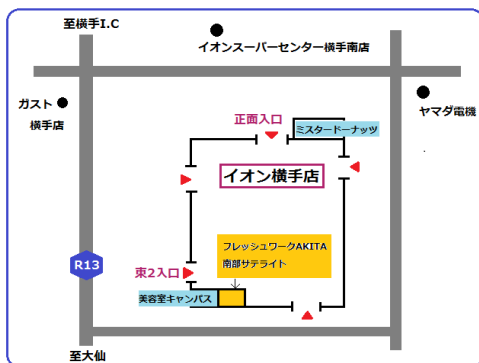 至横手I.C
イオンスーパーセンター横手南店
ガスト
横手店
ヤマダ電機
正面入口
ミスタードーナッツ
イオン横手店
フレッシュワークAKITA
南部サテライト
R13
東2入口
美容室キャンパス
至大仙